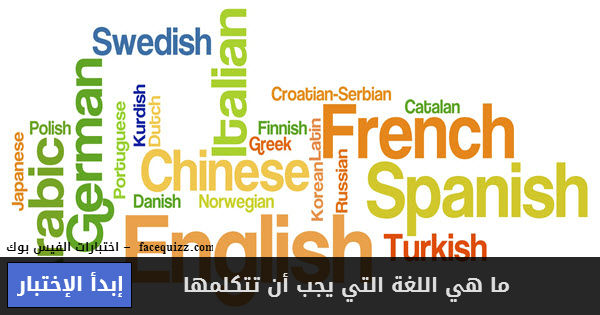 Swedish
Italian
German
Croatian-Serbian
Catalan
Kurdish
Dutch
Portuguese
Polish
Japanese
Finnish
Greek
Latin
French
Chinese
Korean
Russian
Spanish
Danish
Norwegian
English
Turkish
اختبارات الفيس بوك – facequizz.com
ما هي اللغة التي يجب أن تتكلمها
إبدأ الإختبار